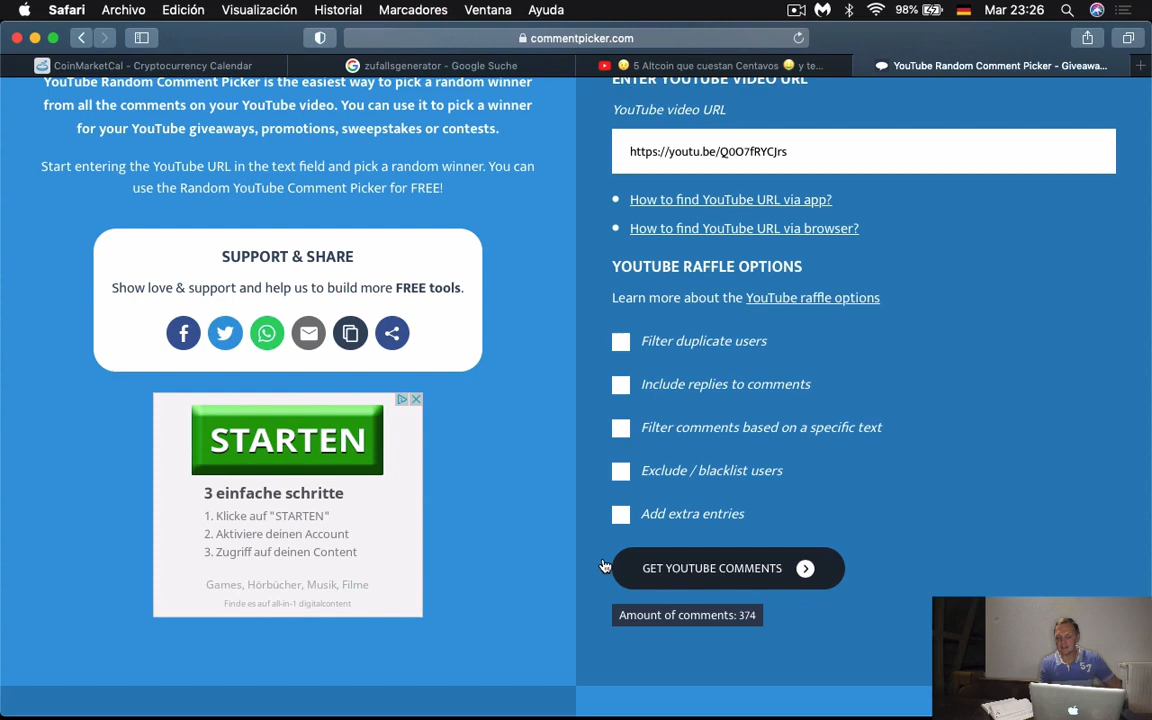 Safari Archivo Edición Visualización Historial Marcadores Ventana Ayuda 98% Mar 23:26
commentpicker.com
CoinMarketCal - Cryptocurrency Calendar
zufallsgenerator - Google Suche
5 Altcoin que cuestan Centavos y te...
YouTube Random Comment Picker - Giveawa...
YouTube Random Comment Picker is the easiest way to pick a random winner
from all the comments on your YouTube video. You can use it to pick a winner
for your YouTube giveaways, promotions, sweepstakes or contests.
Start entering the YouTube URL in the text field and pick a random winner. You can
use the Random YouTube Comment Picker for FREE!
SUPPORT & SHARE
Show love & support and help us to build more FREE tools.
STARTEN
3 einfache schritte
1. Klicke auf "STARTEN"
2. Aktiviere deinen Account
3. Zugriff auf deinen Content
Games, Hörbücher, Musik, Filme
Finde es auf all-in-1 digitalcontent
ENTER YOUTUBE VIDEO URL
YouTube video URL
https://youtu.be/Q0O7fRYCJrs
How to find YouTube URL via app?
How to find YouTube URL via browser?
YOUTUBE RAFFLE OPTIONS
Learn more about the YouTube raffle options
Filter duplicate users
Include replies to comments
Filter comments based on a specific text
Exclude / blacklist users
Add extra entries
GET YOUTUBE COMMENTS
Amount of comments: 374
57